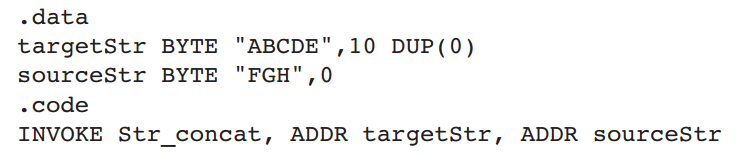 .data
targetStr BYTE "ABCDE",10 DUP(0)
sourceStr BYTE "FGH",0
.code
INVOKE Str_concat, ADDR targetStr, ADDR sourceStr